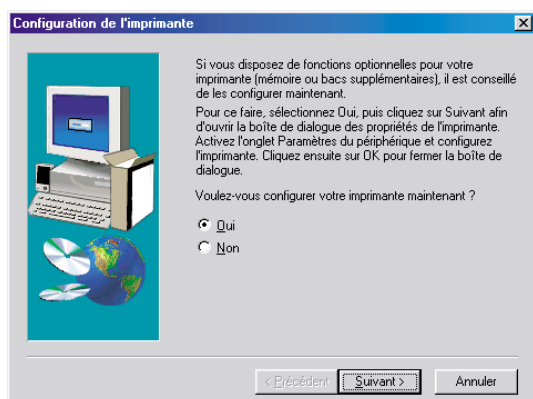 Configuration de l'imprimante
Si vous disposez de fonctions optionnelles pour votre
imprimante (mémoire ou bacs supplémentaires), il est conseillé
de les configurer maintenant.
Pour ce faire, sélectionnez Oui, puis cliquez sur Suivant afin
d'ouvrir la boîte de dialogue des propriétés de l'imprimante.
Activez l'onglet Paramètres du périphérique et configurez
l'imprimante. Cliquez ensuite sur OK pour fermer la boîte de
dialogue.
Voulez-vous configurer votre imprimante maintenant ?
Oui
Non
< Précédent
Suivant >
Annuler